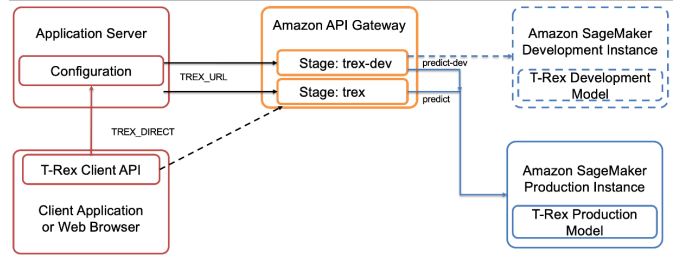 Application Server
Configuration
TREX_URL
TREX_DIRECT
T-Rex Client API
Client Application
or Web Browser
Amazon API Gateway
Stage: trex-dev
Stage: trex
predict-dev
predict
Amazon SageMaker
Development Instance
T-Rex Development
Model
Amazon SageMaker
Production Instance
T-Rex Production
Model